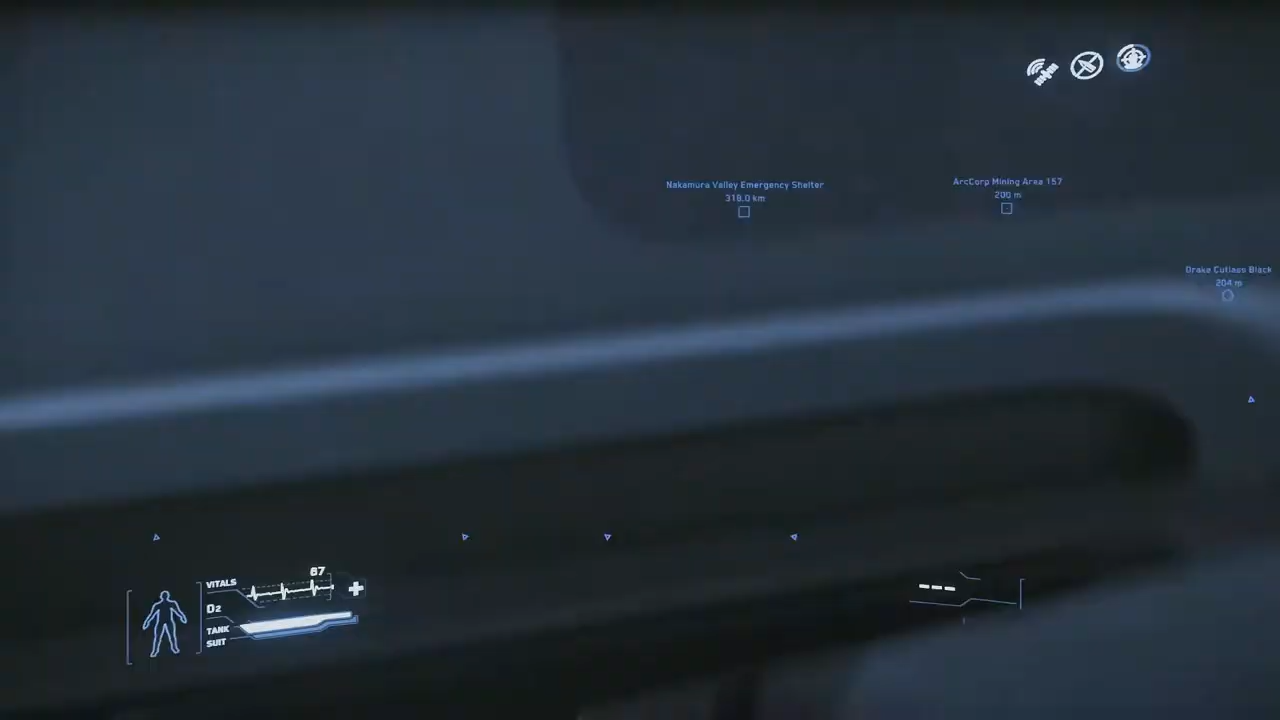 Nakamura Valley Emergency Shelter
318.0 km
ArcCorp Mining Area 157
200 m
Drake Cutlass Black
204 m
87
VITALS
O2
TANK
SUIT